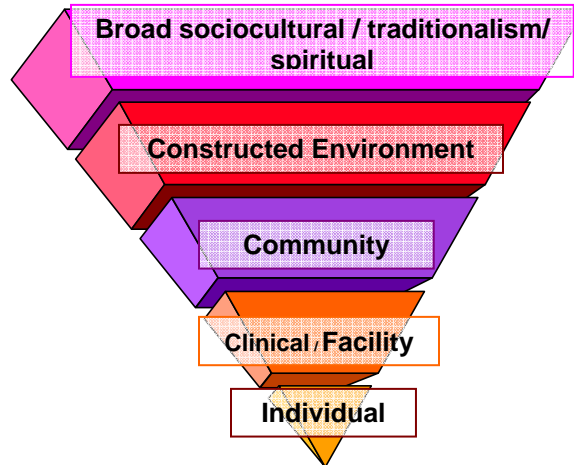 Broad sociocultural / traditionalism/
spiritual
Constructed Environment
Community
Clinical / Facility
Individual